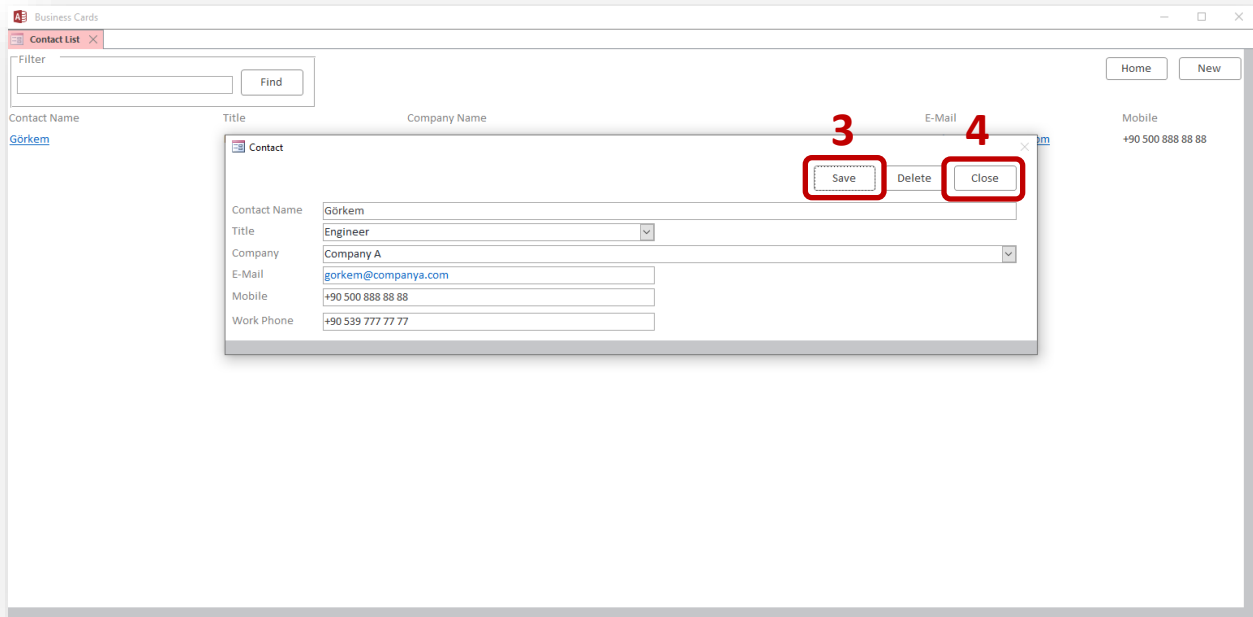 Business Cards
Contact List
Filter
Find
Home
New
Contact Name Title Company Name E-Mail Mobile
Görkem
+90 500 888 88 88
3
4
Contact
Save
Delete
Close
Contact Name Görkem
Title Engineer
Company Company A
E-Mail gorkem@companya.com
Mobile +90 500 888 88 88
Work Phone +90 539 777 77 77